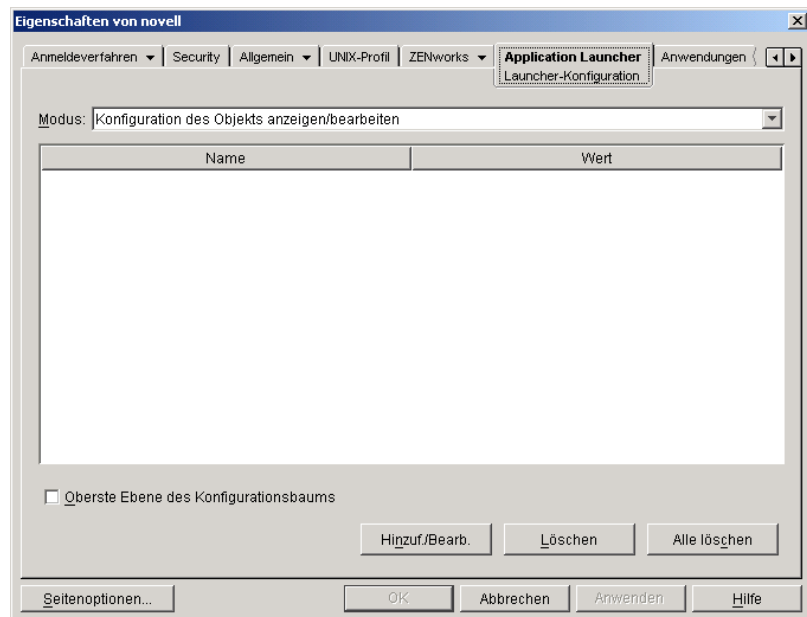 Eigenschaften von novell
Anmeldeverfahren Security Allgemein UNIX-Profil ZENworks Application Launcher Anwendungen
Launcher-Konfiguration
Modus: Konfiguration des Objekts anzeigen/bearbeiten
Name Wert
Oberste Ebene des Konfigurationsbaums
Hinzuf./Bearb. Löschen Alle löschen
Seitenoptionen... OK Abbrechen Anwenden Hilfe